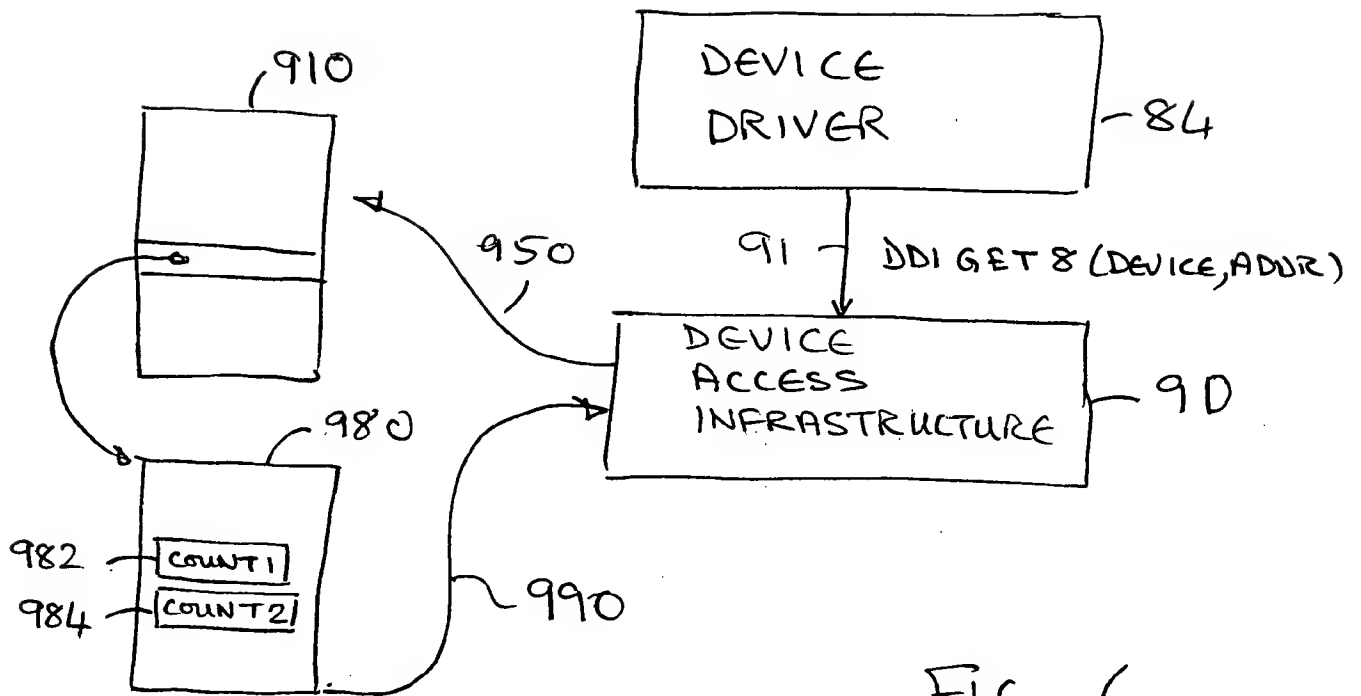 910
DEVICE
DRIVER
84
950
91
DDI GET 8 (DEVICE, ADDR)
DEVICE
ACCESS
INFRASTRUCTURE
90
980
982
COUNT1
984
COUNT2
990
Fig.